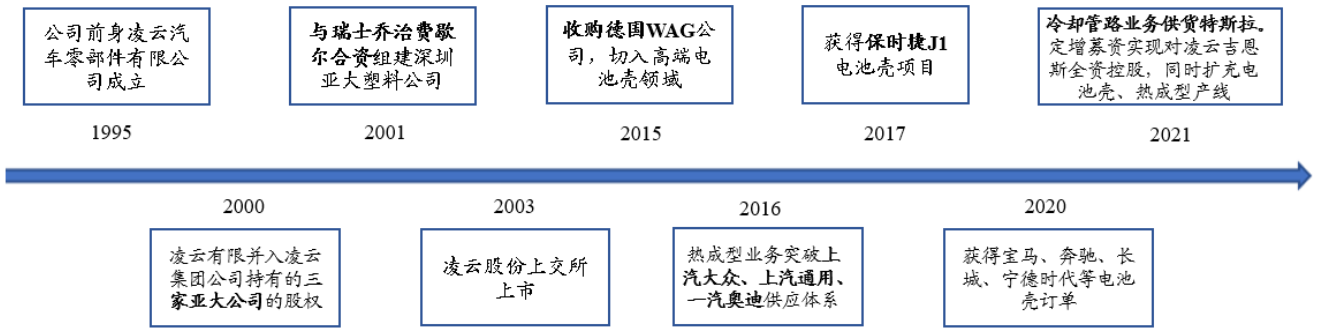 公司前身凌云汽
车零部件有限公
司成立
与瑞士乔治费歇
尔合资组建深圳
亚大塑料公司
收购德国WAG公
司，切入高端电
池壳领域
获得保时捷J1
电池壳项目
冷却管路业务供货特斯拉。
定增募资实现对凌云吉恩
斯全资控股，同时扩充电
池壳、热成型产线
1995
2001
2015
2017
2021
2000
2003
2016
2020
凌云有限并入凌云
集团公司持有的三
家亚大公司的股权
凌云股份上交所
上市
热成型业务突破上
汽大众、上汽通用、
一汽奥迪供应体系
获得宝马、奔驰、长
城、宁德时代等电池
壳订单